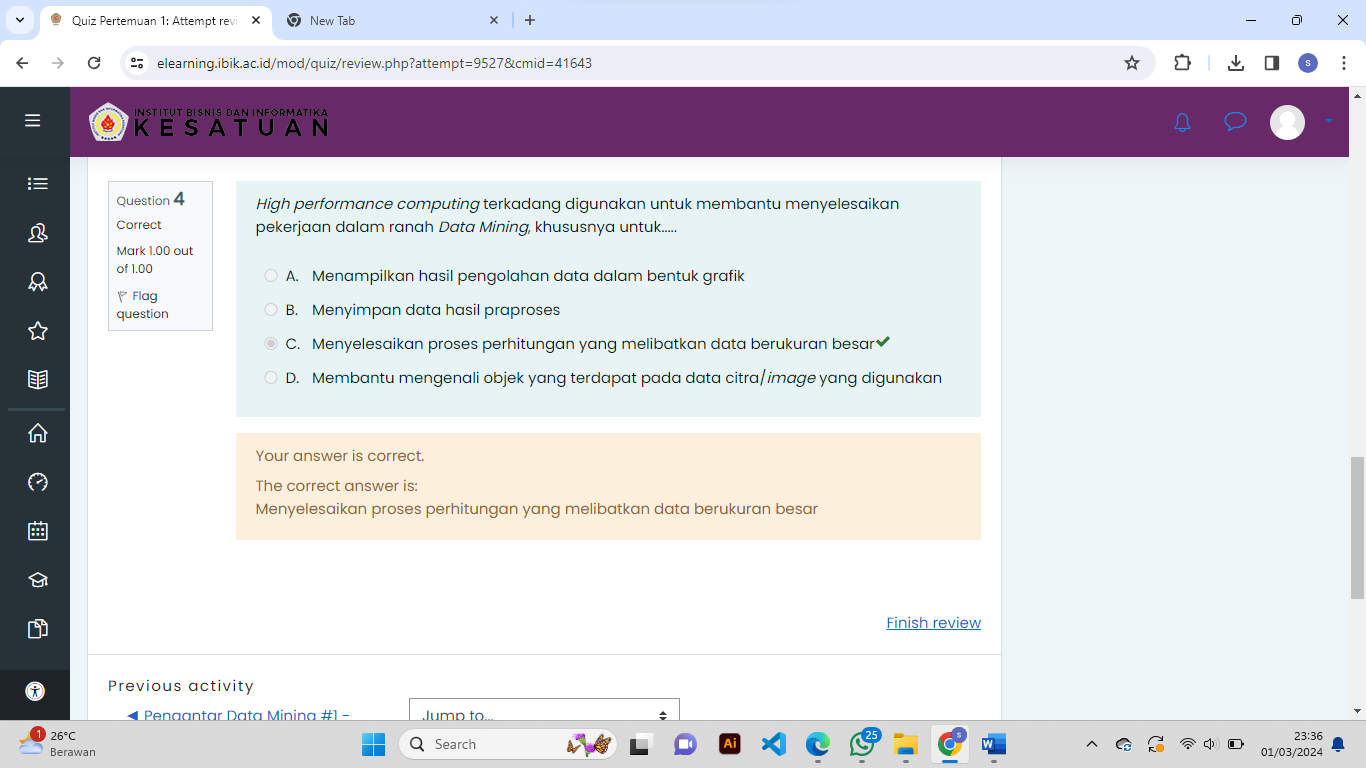 Quiz Pertemuan 1: Attempt revi
New Tab
elearning.ibik.ac.id/mod/quiz/review.php?attempt=9527&cmid=41643
S
INSTITUT BISNIS DAN INFORMATIKA
KESATUAN
Question 4
Correct
Mark 1.00 out
of 1.00
Flag
question
High performance computing terkadang digunakan untuk membantu menyelesaikan
pekerjaan dalam ranah Data Mining, khususnya untuk.....
A. Menampilkan hasil pengolahan data dalam bentuk grafik
B. Menyimpan data hasil praproses
C. Menyelesaikan proses perhitungan yang melibatkan data berukuran besar
D. Membantu mengenali objek yang terdapat pada data citra/image yang digunakan
Your answer is correct.
The correct answer is:
Menyelesaikan proses perhitungan yang melibatkan data berukuran besar
Finish review
Previous activity
◀ Pengantar Data Mining #1 -
Jump to...
1
26°C
Berawan
Search
Ai
25
S
W
23:36
01/03/2024